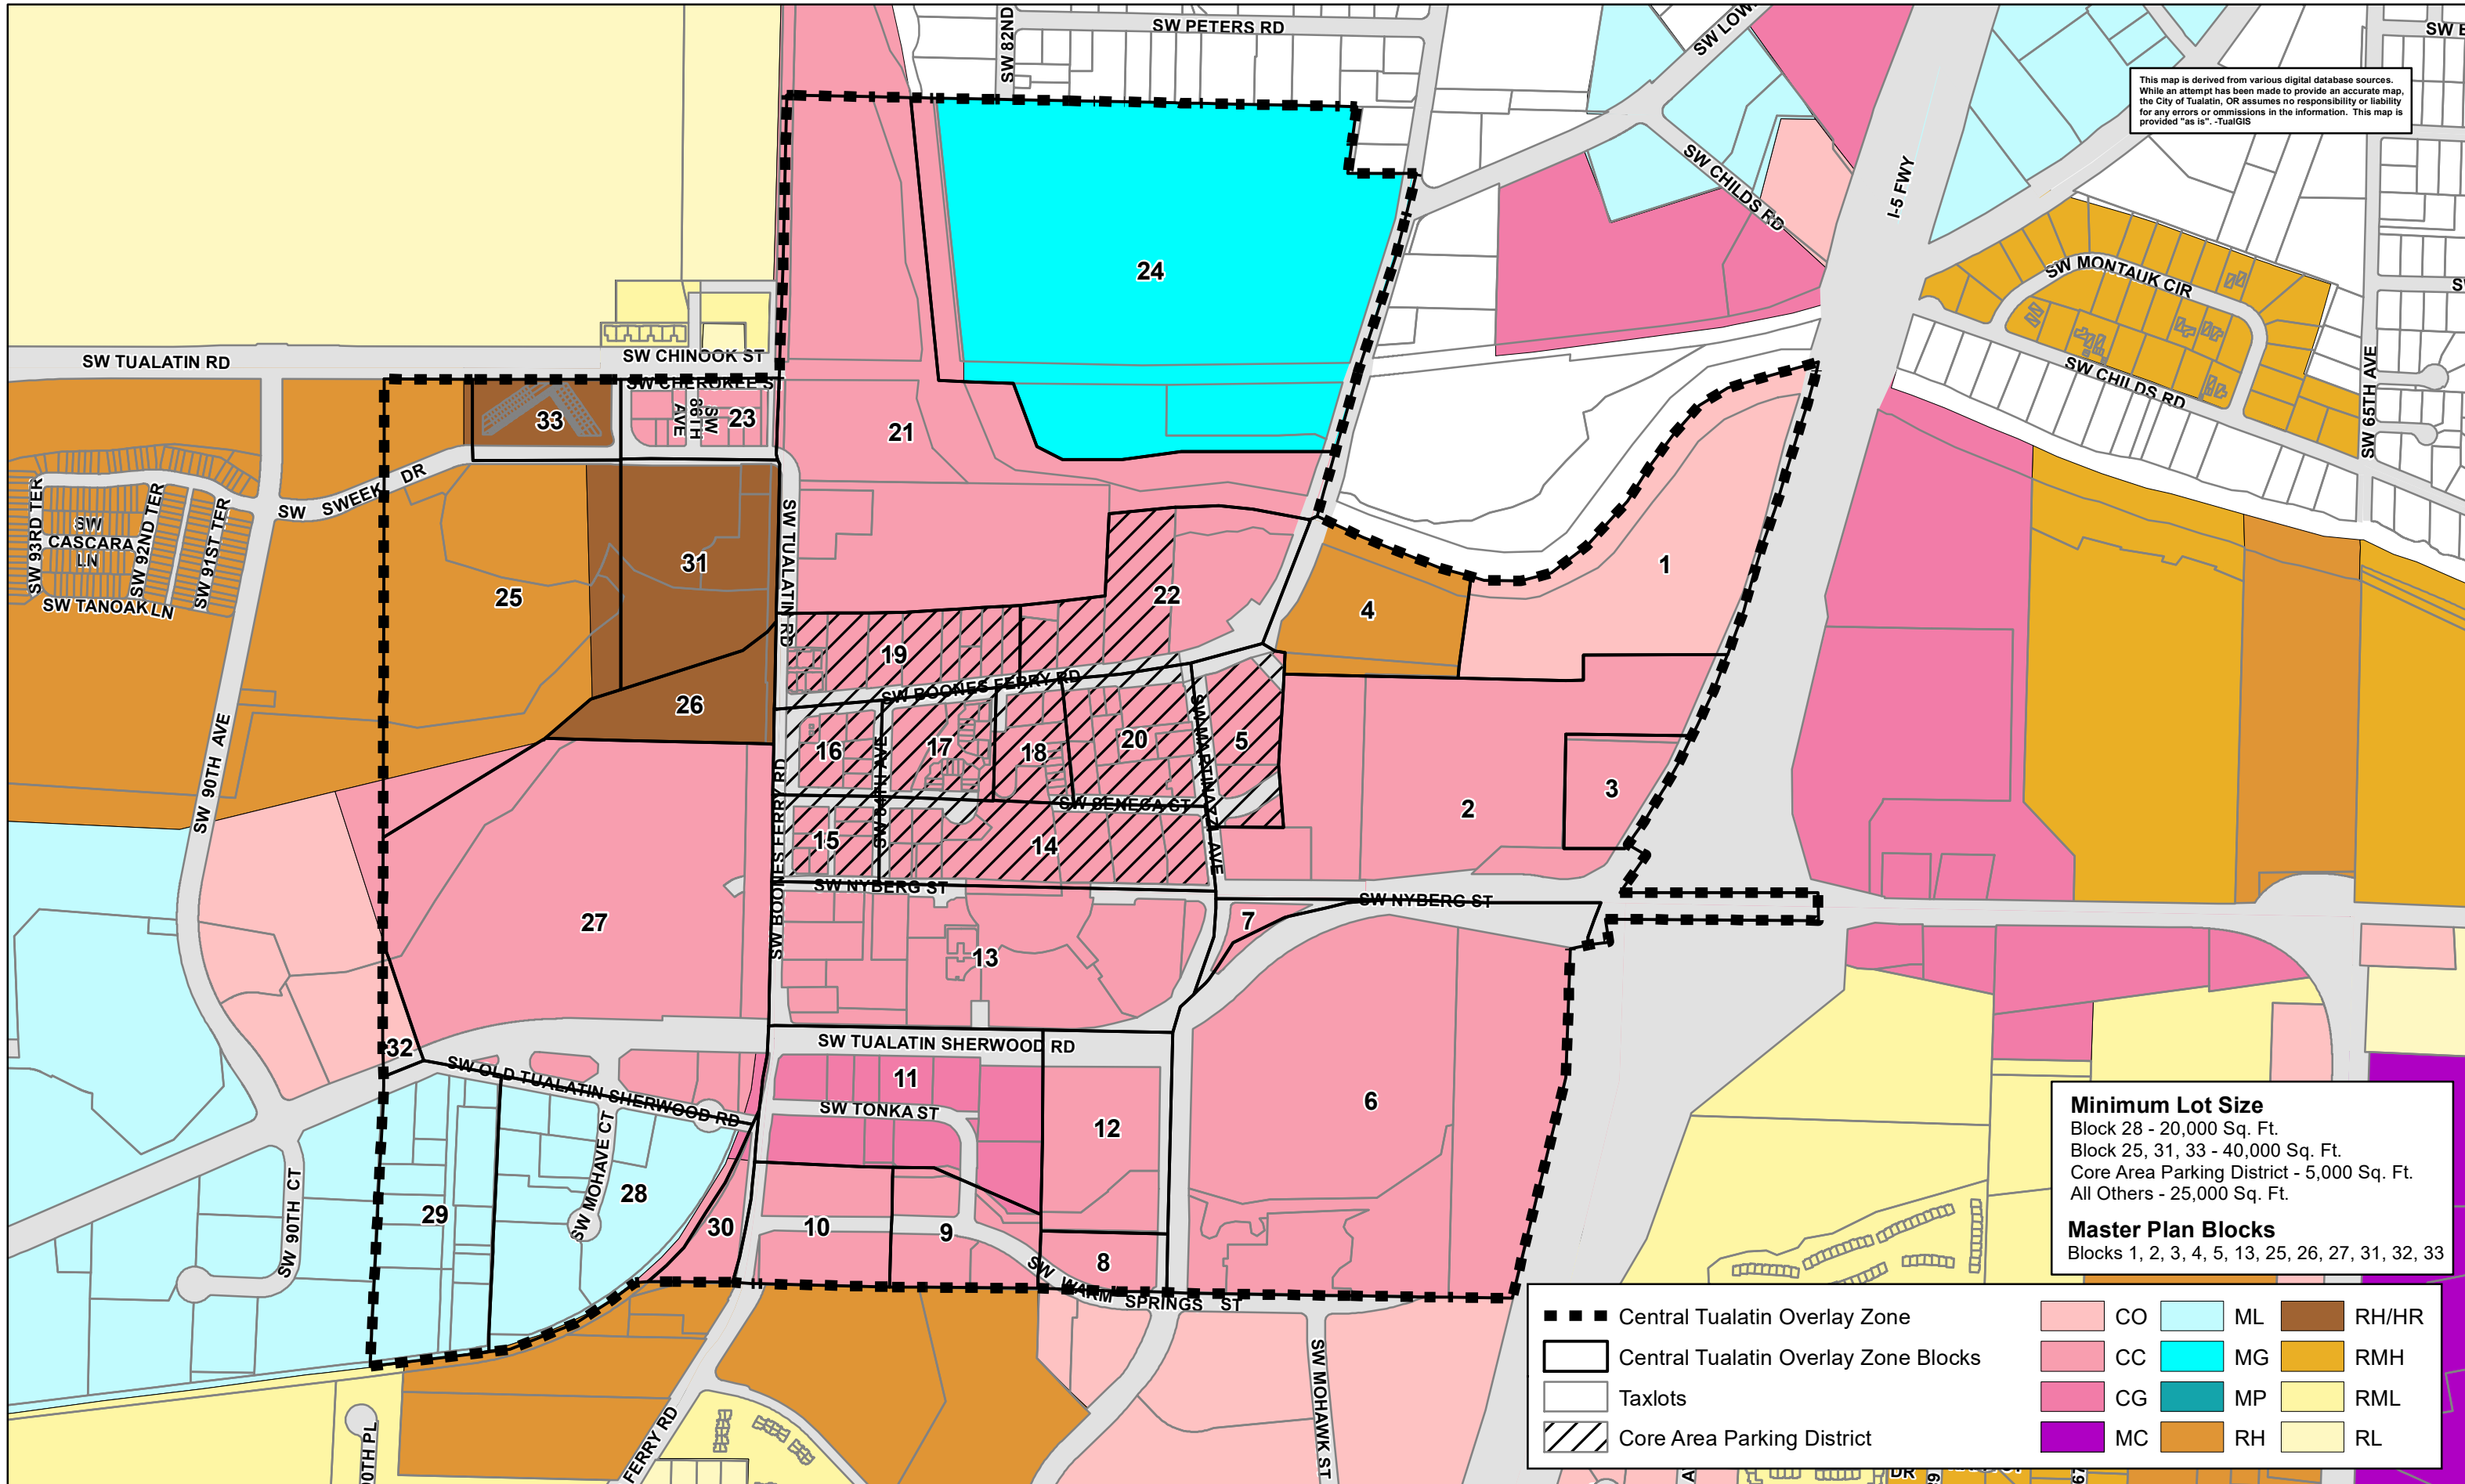 SW PETERS RD
SW 82ND
I-5 FWY
This map is derived from various digital database sources.
While an attempt has been made to provide an accurate map,
the City of Tualatin, OR assumes no responsibility or liability
for any errors or ommissions in the information. This map is
provided "as is". -TualGIS
SW CHILDS RD
24
SW MONTAUK CIR
SW CHILDS RD
SW 65TH AVE
SW TUALATIN RD
SW CHINOOK ST
33
SW 86TH AVE
23
21
SW SWEEK DR
SW 93RD TER
SW CASCARA LN
SW 92ND TER
SW 91ST TER
SW TANOAK LN
25
31
SW TUALATIN RD
22
4
1
19
SW BOONES FERRY RD
26
SW 90TH AVE
16
SW 84TH AVE
17
18
20
SW MARTINAZZI AVE
5
SW BOONES FERRY RD
SW SENECA ST
15
14
2
3
SW NYBERG ST
SW NYBERG ST
7
27
13
32
SW TUALATIN SHERWOOD RD
SW OLD TUALATIN SHERWOOD RD
11
SW TONKA ST
12
6
SW MOHAVE CT
28
29
SW 90TH CT
30
10
9
8
SW WARM SPRINGS ST
SW MOHAWK ST
FERRY RD
Minimum Lot Size
Block 28 - 20,000 Sq. Ft.
Block 25, 31, 33 - 40,000 Sq. Ft.
Core Area Parking District - 5,000 Sq. Ft.
All Others - 25,000 Sq. Ft.
Master Plan Blocks
Blocks 1, 2, 3, 4, 5, 13, 25, 26, 27, 31, 32, 33
Central Tualatin Overlay Zone
Central Tualatin Overlay Zone Blocks
Taxlots
Core Area Parking District
CO ML RH/HR
CC MG RMH
CG MP RML
MC RH RL